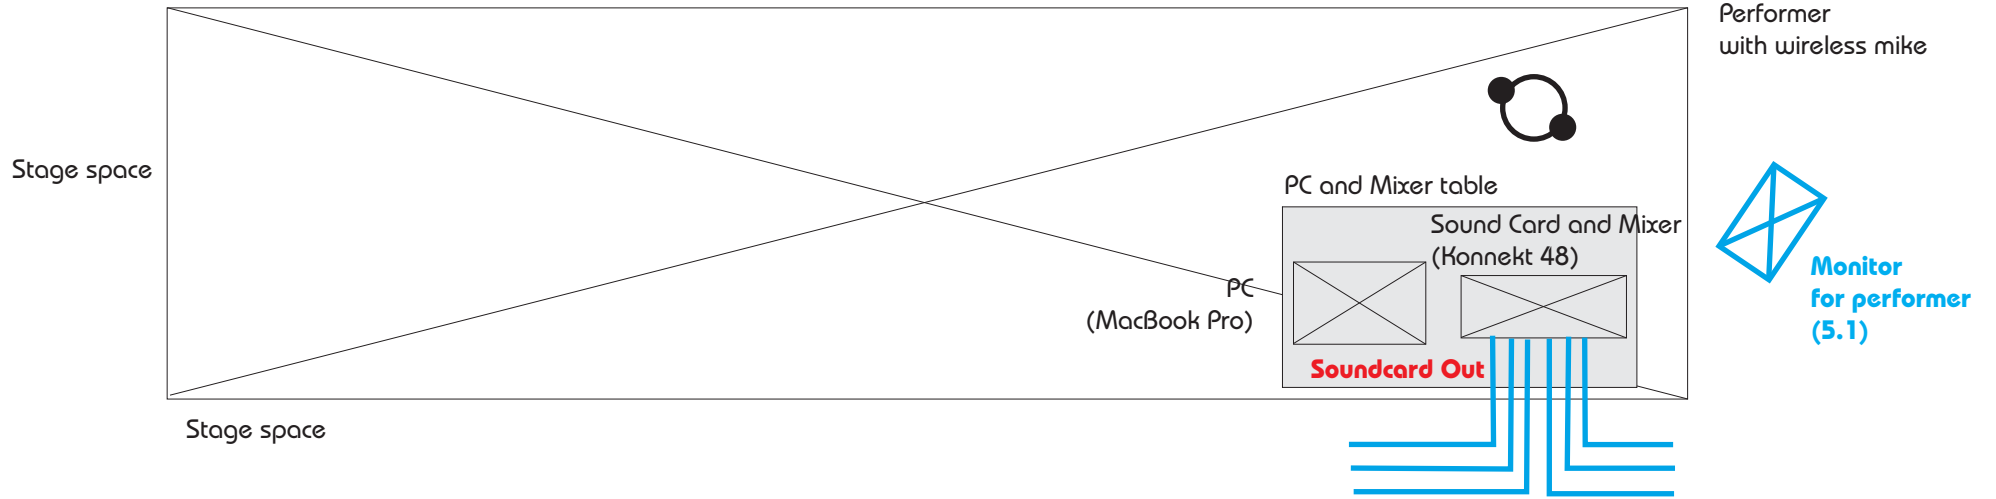 Performer
with wireless mike
Stage space
PC and Mixer table
Sound Card and Mixer
(Konnekt 48)
PC
(MacBook Pro)
Monitor
for performer
(5.1)
Soundcard Out
Stage space